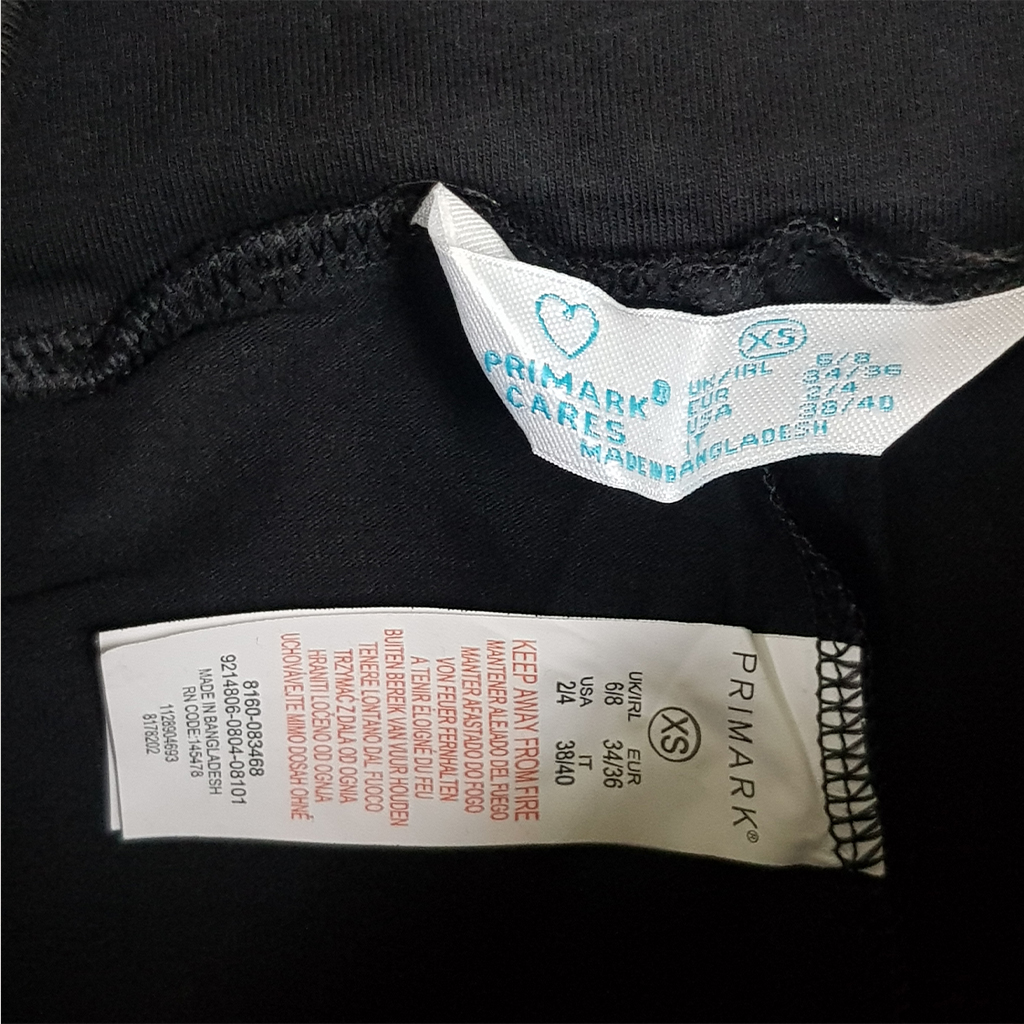 PRIMARK®
CARES
XS
UK/IRL 6/8
EUR 34/36
USA 2/4
IT 38/40
MADE IN BANGLADESH
PRIMARK®
XS
UK/IRL EUR
6/8 34/36
USA IT
2/4 38/40
KEEP AWAY FROM FIRE
MANTENER ALEJADO DEL FUEGO
MANTER AFASTADO DO FOGO
VON FEUER FERNHALTEN
A TENIR ÉLOIGNÉ DU FEU
BUITEN BEREIK VAN VUUR HOUDEN
TENERE LONTANO DAL FUOCO
TRZYMAĆ Z DALA OD OGNIA
HRANITI LOČENO OD OGNJA
UCHOVÁVEJTE MIMO DOSAH OHNĚ
8160-083468
9214806-0804-08101
MADE IN BANGLADESH
RN CODE:145478
1128904693
8178202